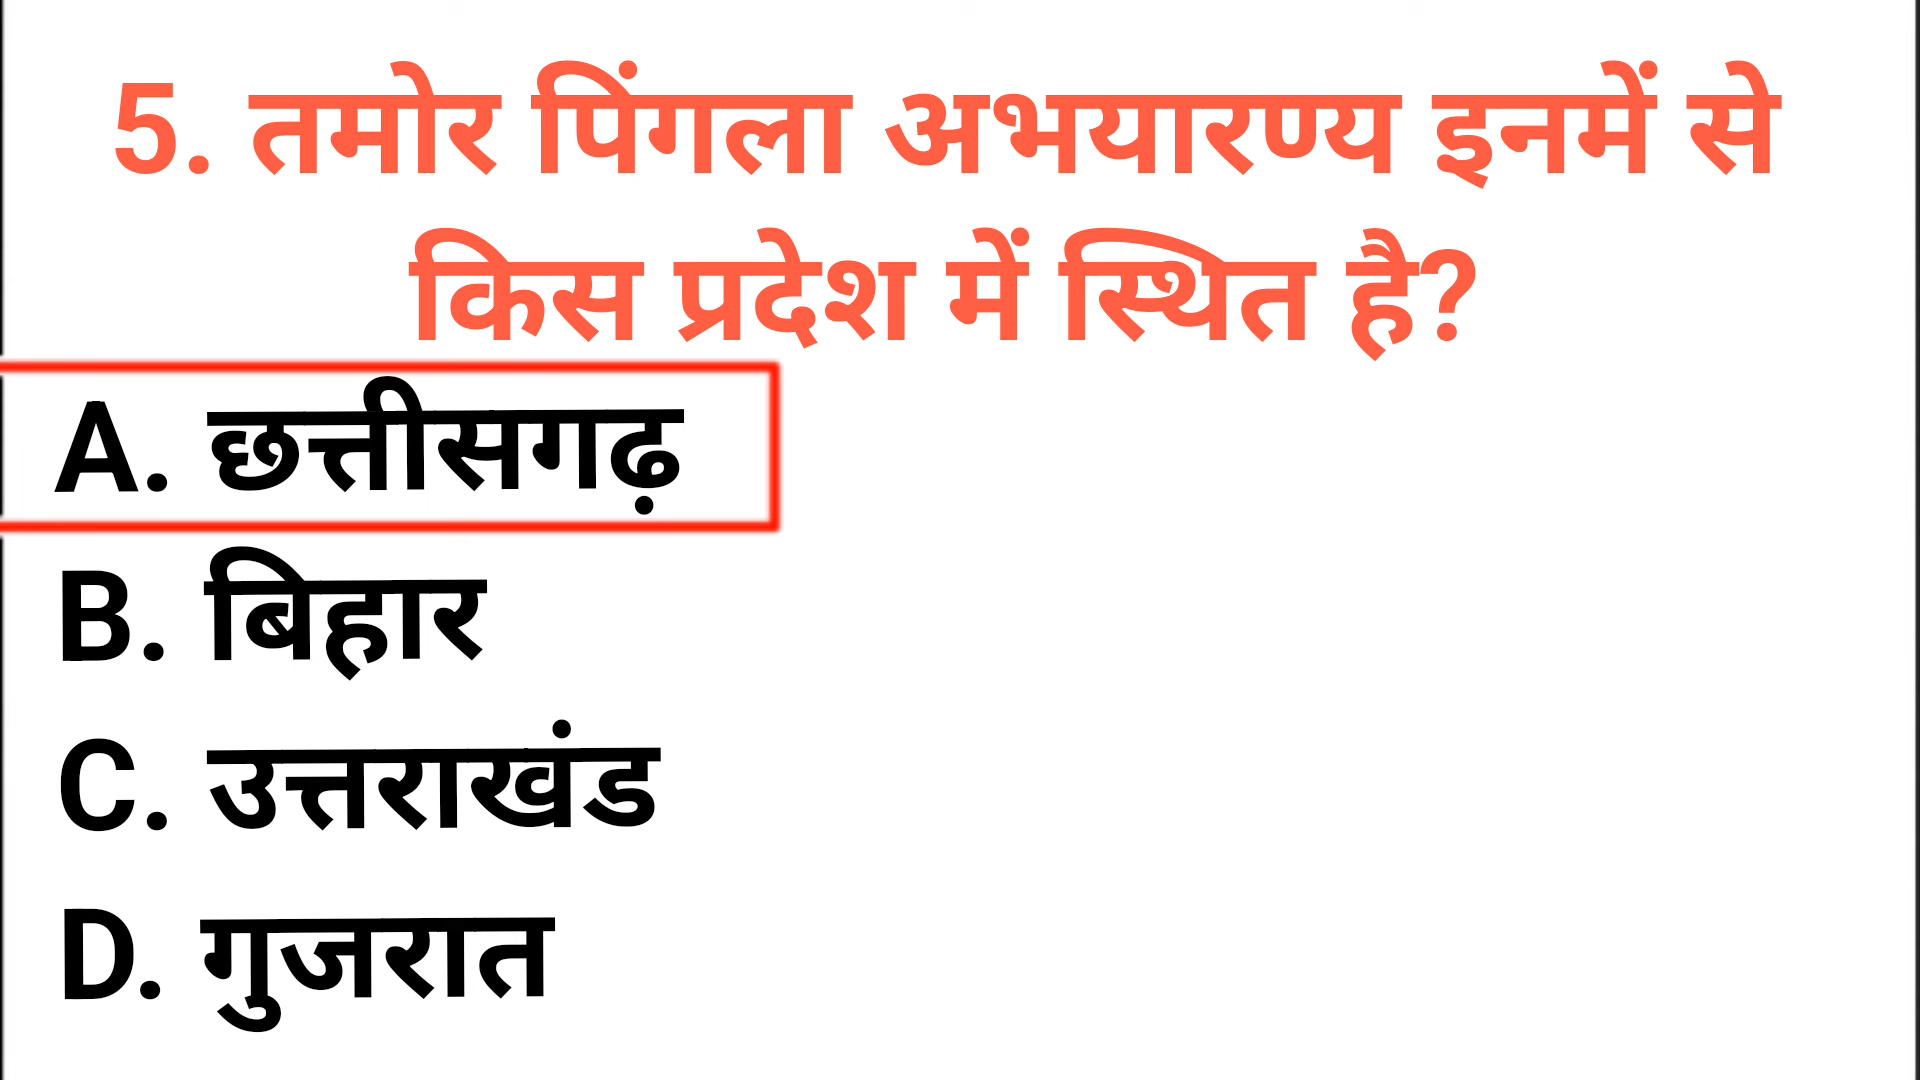 5. तमोर पिंगला अभयारण्य इनमें से
किस प्रदेश में स्थित है?
A. छत्तीसगढ़
B. बिहार
C. उत्तराखंड
D. गुजरात